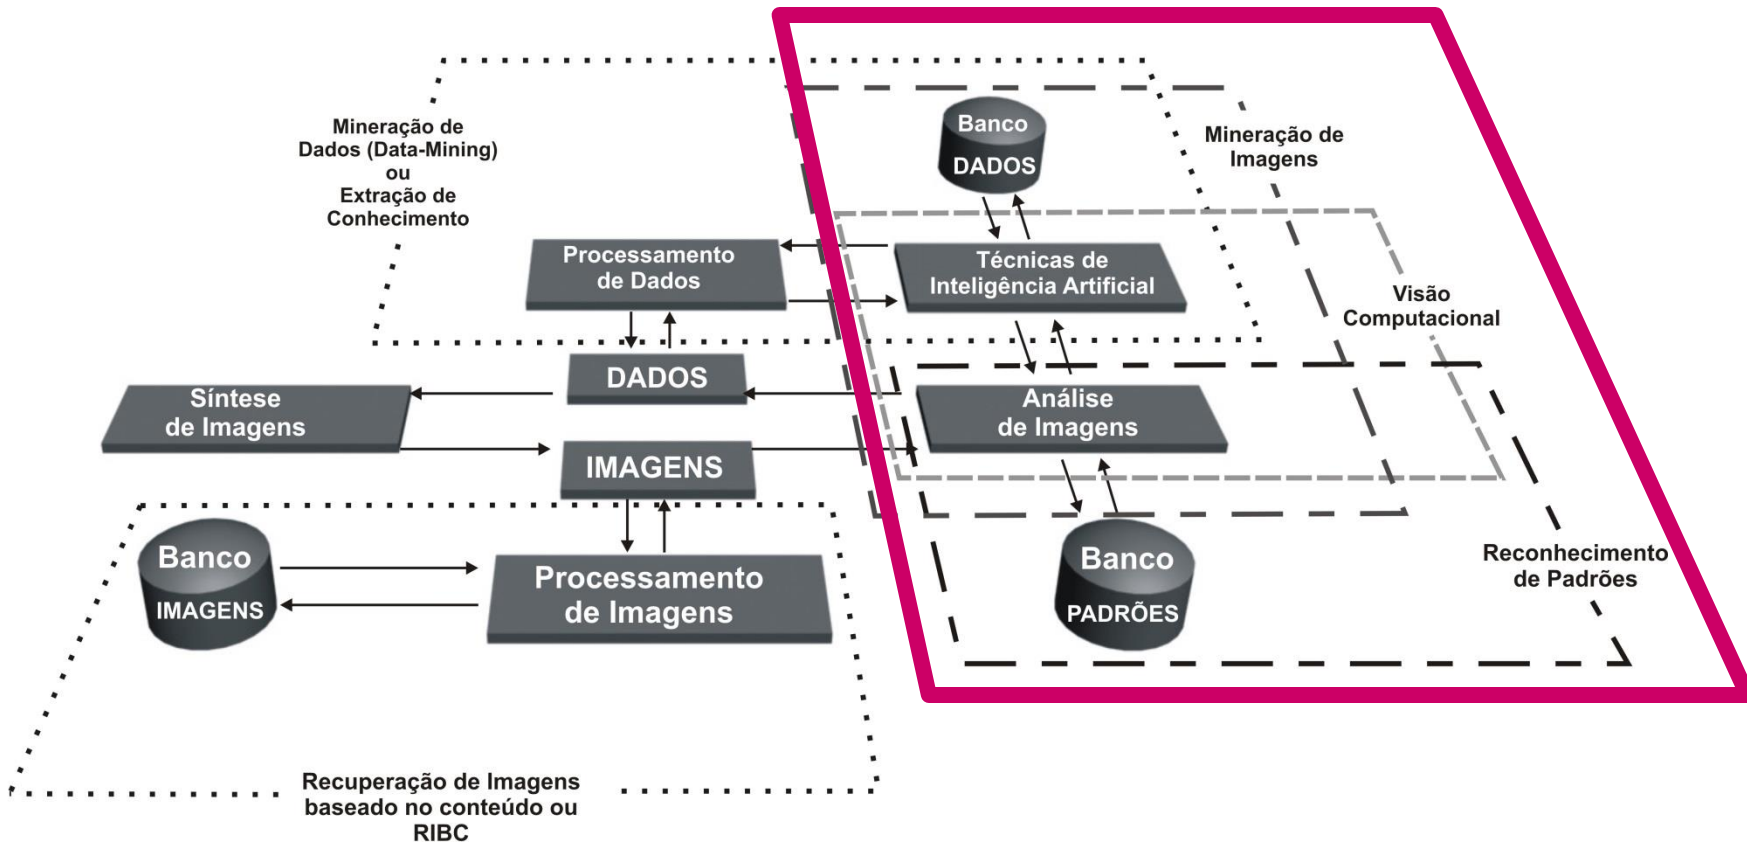 Mineração de
Dados (Data-Mining)
ou
Extração de
Conhecimento
Banco
DADOS
Mineração de
Imagens
Processamento
de Dados
Técnicas de
Inteligência Artificial
Visão
Computacional
DADOS
Síntese
de Imagens
Análise
de Imagens
IMAGENS
Banco
IMAGENS
Processamento
de Imagens
Banco
PADRÕES
Reconhecimento
de Padrões
Recuperação de Imagens
baseado no conteúdo ou
RIBC